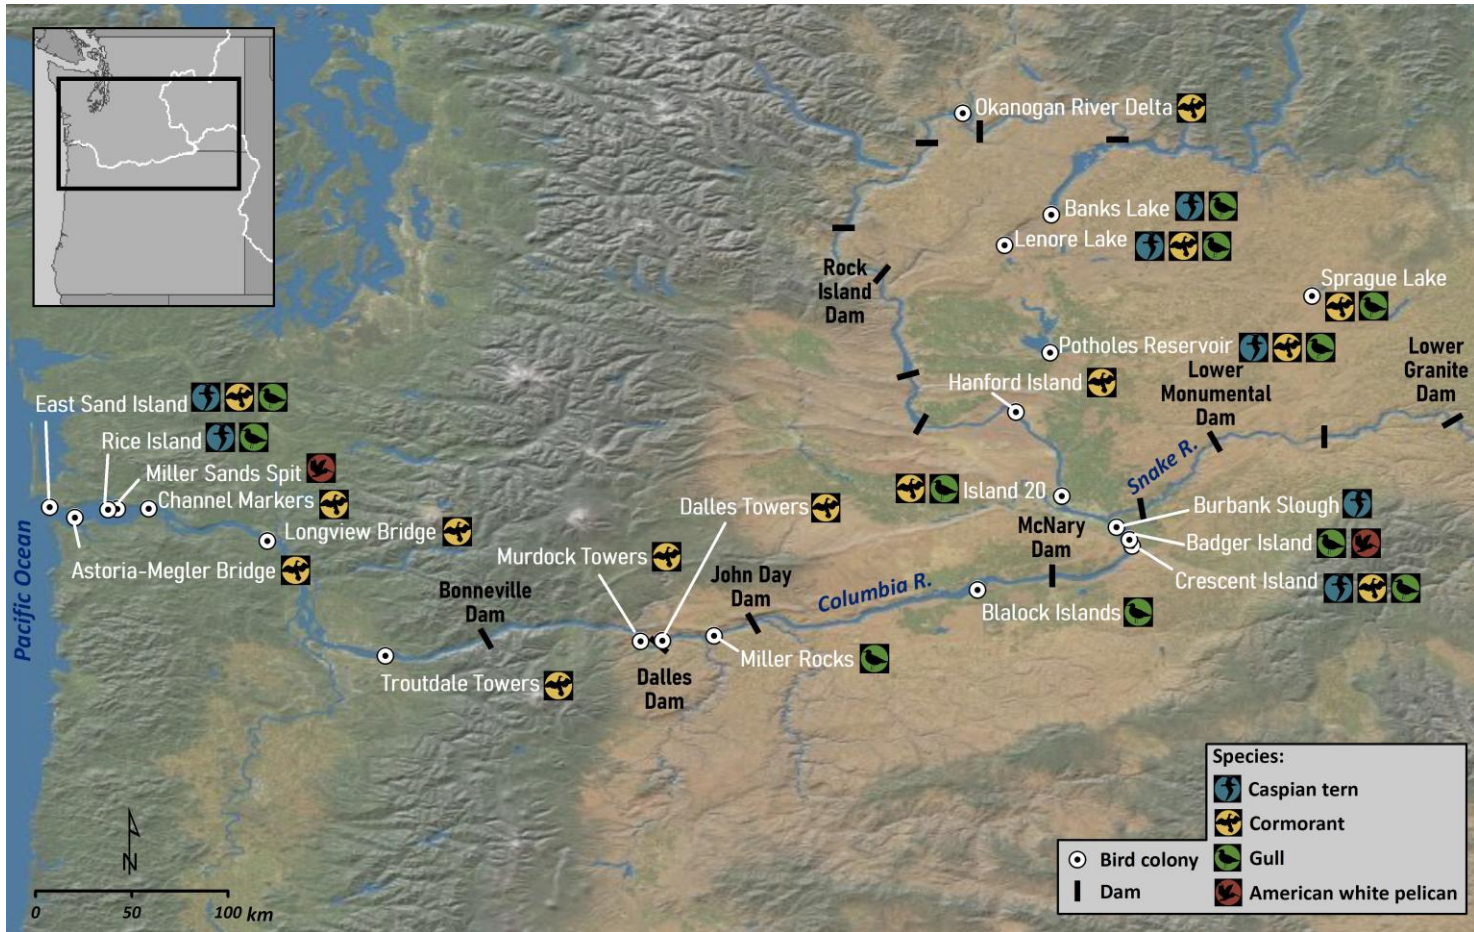 Okanogan River Delta
Banks Lake
Lenore Lake
Rock
Island
Dam
Sprague Lake
Potholes Reservoir
Hanford Island
Lower
Monumental
Dam
Lower
Granite
Dam
East Sand Island
Rice Island
Miller Sands Spit
Channel Markers
Longview Bridge
Astoria-Megler Bridge
Pacific Ocean
Island 20
Snake R.
Dalles Towers
Murdock Towers
McNary
Dam
Burbank Slough
Badger Island
Crescent Island
Bonneville
Dam
John Day
Dam
Columbia R.
Blalock Islands
Miller Rocks
Troutdale Towers
Dalles
Dam
Species:
Caspian tern
Cormorant
Gull
American white pelican
Bird colony
Dam
N
0 50 100 km